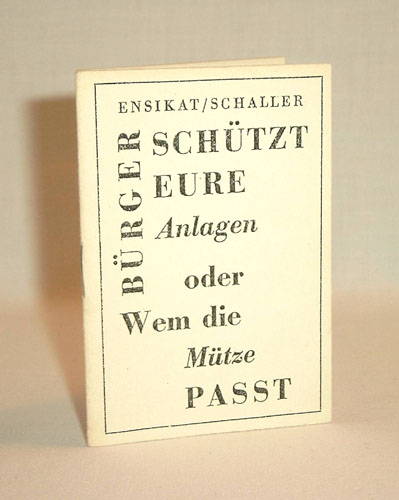 ENSIKAT/SCHALLER
BÜRGER
SCHÜTZT
EURE
Anlagen
oder
Wem die
Mütze
PASST